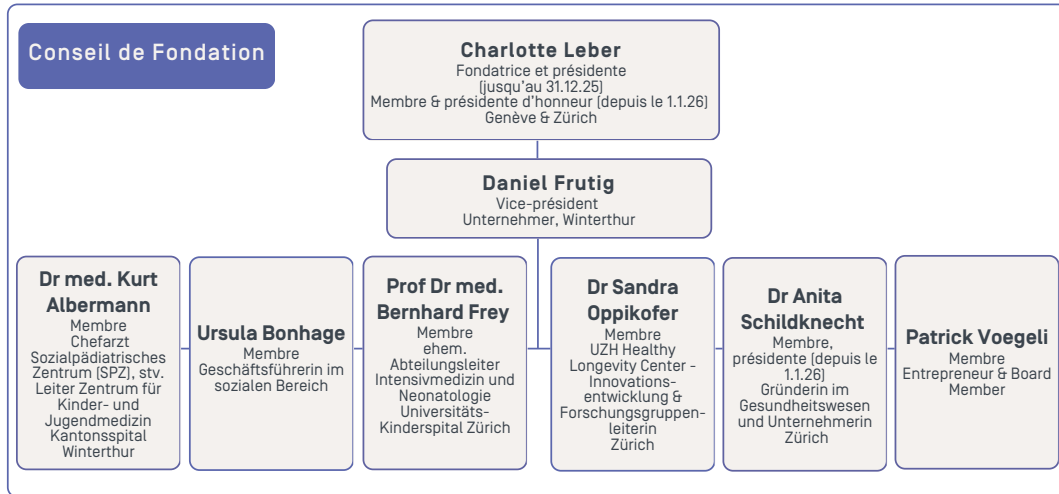 Conseil de Fondation
Charlotte Leber
Fondatrice et présidente
(jusqu'au 31.12.25)
Membre & présidente d'honneur (depuis le 1.1.26)
Genève & Zürich
Daniel Frutig
Vice-président
Unternehmer, Winterthur
Dr med. Kurt
Albermann
Membre
Chefarzt
Sozialpädiatrisches
Zentrum (SPZ), stv.
Leiter Zentrum für
Kinder- und
Jugendmedizin
Kantonsspital
Winterthur
Ursula Bonhage
Membre
Geschäftsführerin im
sozialen Bereich
Prof Dr med.
Bernhard Frey
Membre
ehem.
Abteilungsleiter
Intensivmedizin und
Neonatologie
Universitäts-
Kinderspital Zürich
Dr Sandra
Oppikofer
Membre
UZH Healthy
Longevity Center -
Innovations-
entwicklung &
Forschungsgruppen-
leiterin
Zürich
Dr Anita
Schildknecht
Membre,
présidente (depuis le
1.1.26)
Gründerin im
Gesundheitswesen
und Unternehmerin
Zürich
Patrick Voegeli
Membre
Entrepreneur & Board
Member